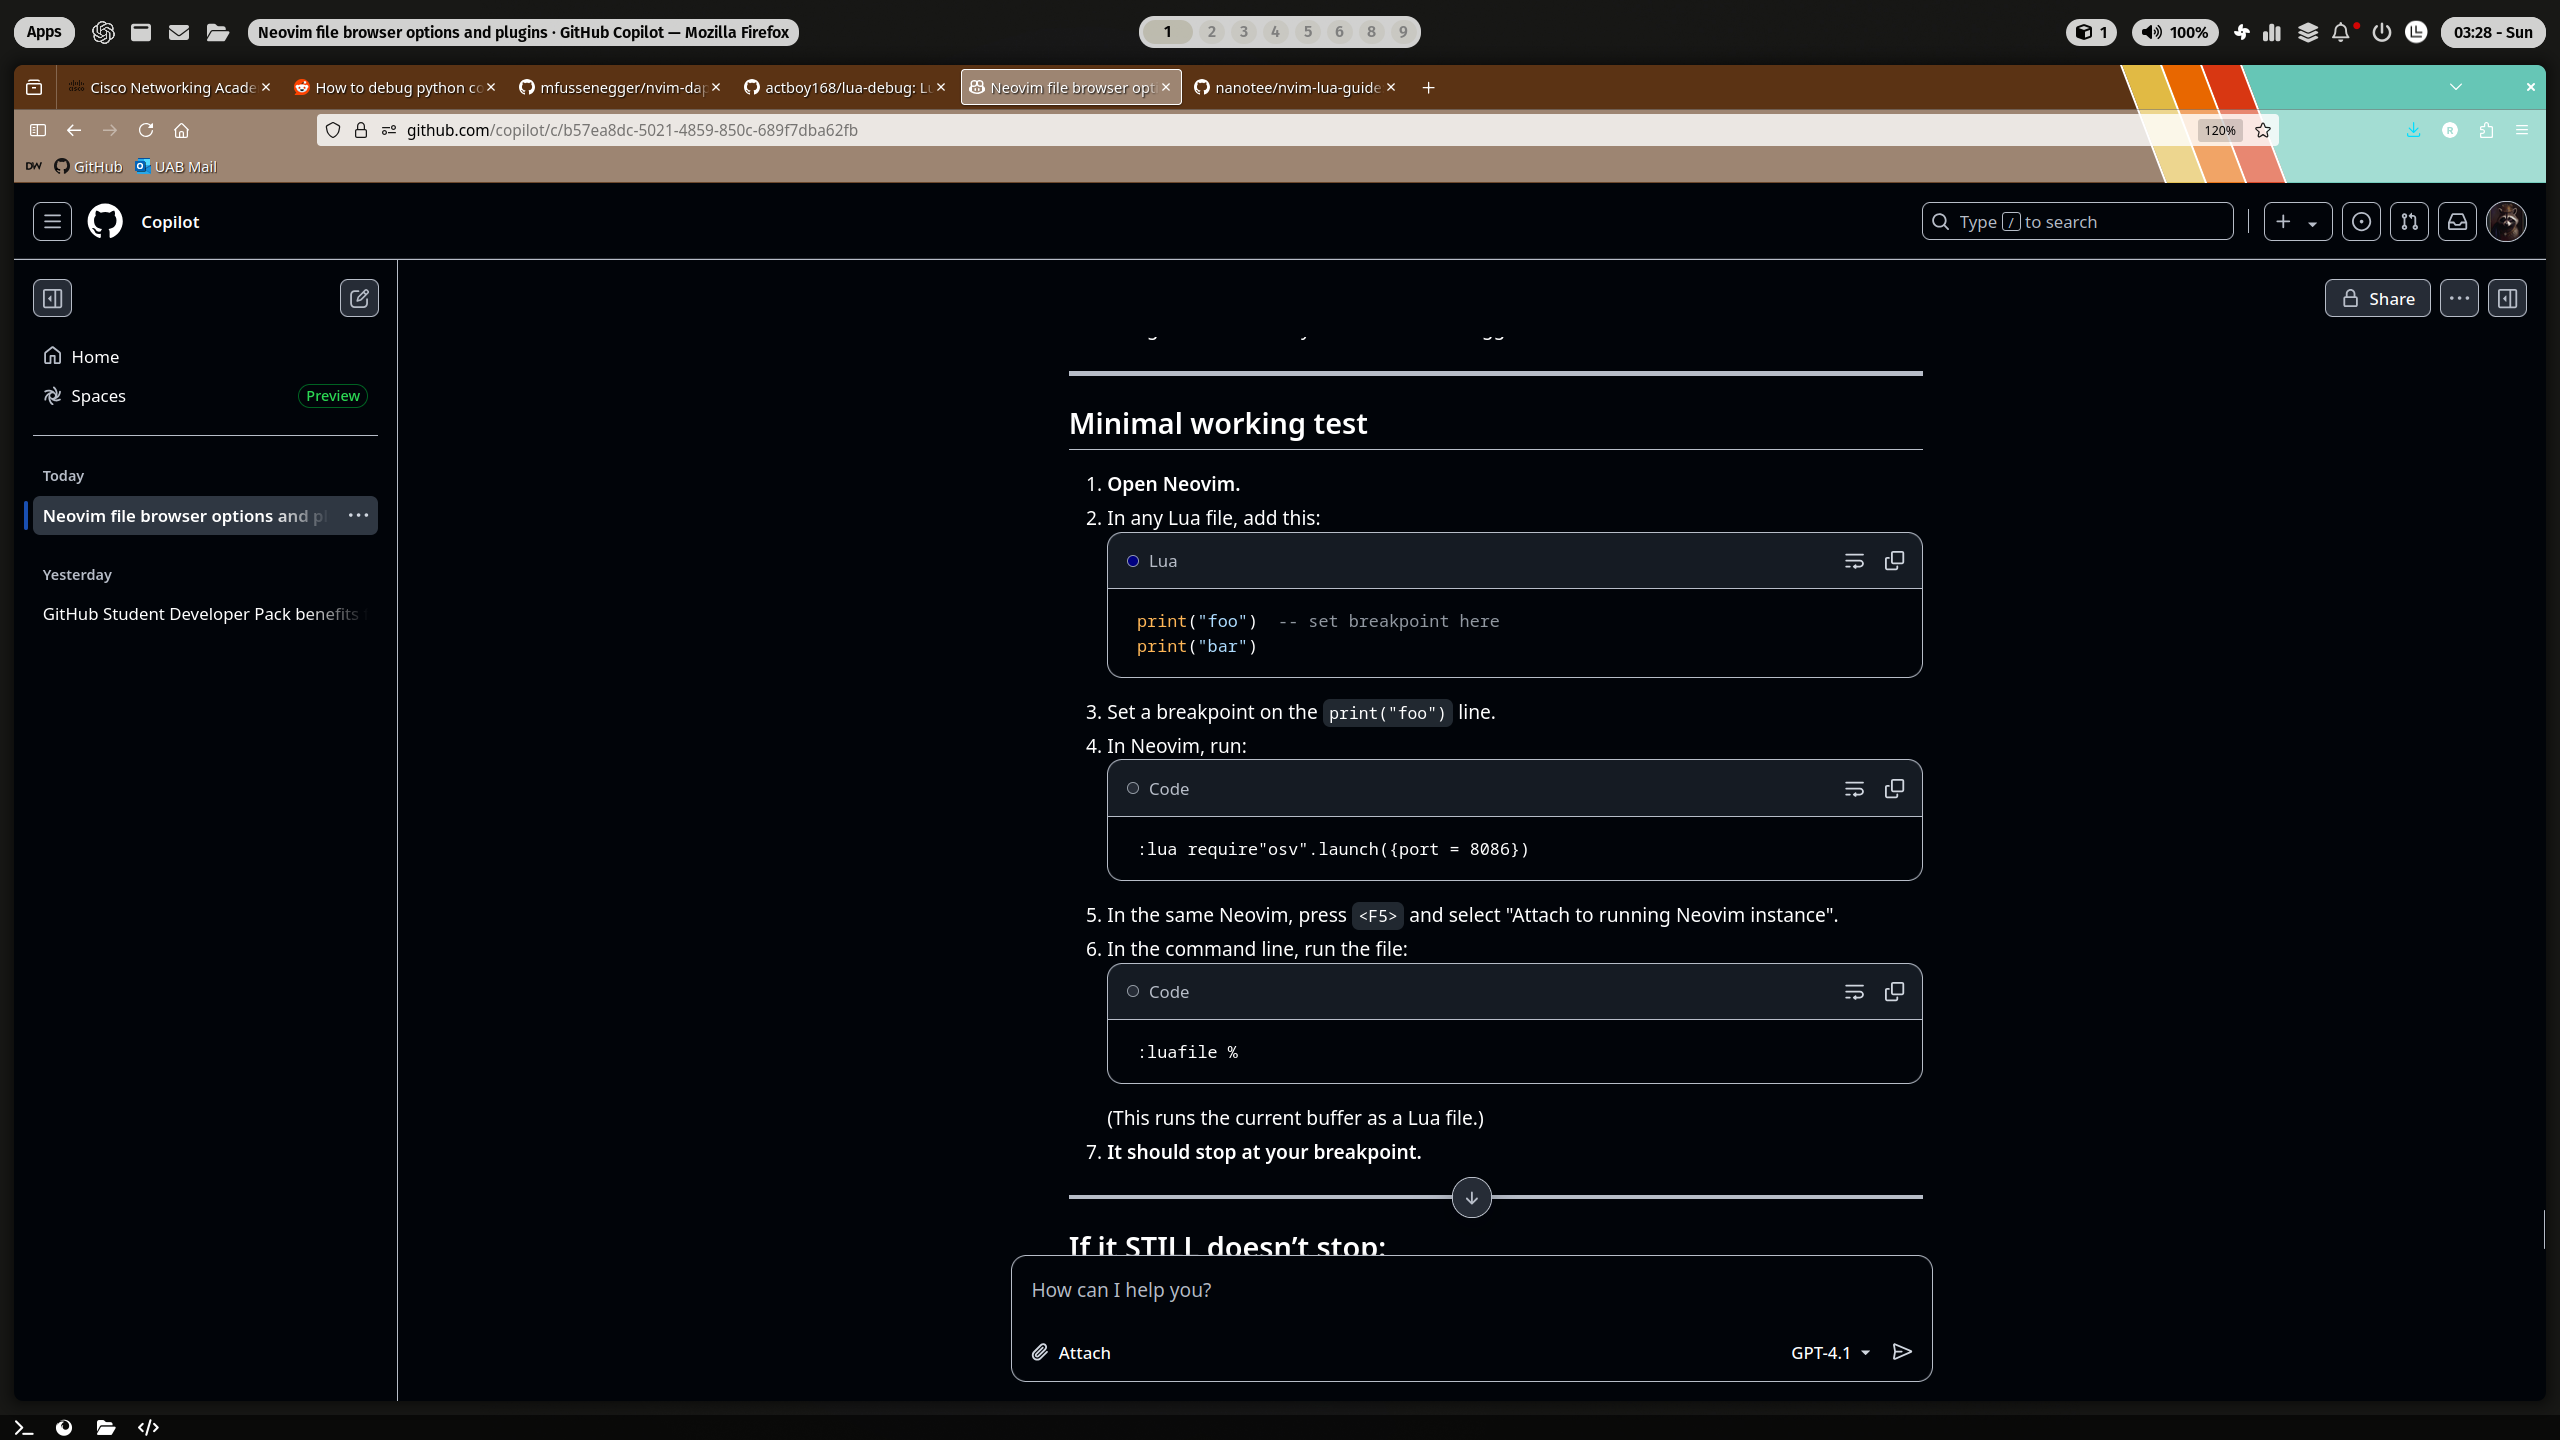 Apps
Neovim file browser options and plugins · GitHub Copilot — Mozilla Firefox
1 2 3 4 5 6 8 9
1
100%
03:28 - Sun
Cisco Networking Acade
How to debug python co
mfussenegger/nvim-dap
actboy168/lua-debug: Lu
Neovim file browser opti
nanotee/nvim-lua-guide
github.com/copilot/c/b57ea8dc-5021-4859-850c-689f7dba62fb
120%
R
DW
GitHub
UAB Mail
Copilot
Type / to search
Share
Home
Spaces
Preview
Today
Neovim file browser options and pl
Yesterday
GitHub Student Developer Pack benefits
Minimal working test
1. Open Neovim.
2. In any Lua file, add this:
Lua
print("foo")  -- set breakpoint here
print("bar")
3. Set a breakpoint on the print("foo") line.
4. In Neovim, run:
Code
:lua require"osv".launch({port = 8086})
5. In the same Neovim, press <F5> and select "Attach to running Neovim instance".
6. In the command line, run the file:
Code
:luafile %
(This runs the current buffer as a Lua file.)
7. It should stop at your breakpoint.
If it STILL doesn’t stop:
How can I help you?
Attach
GPT-4.1